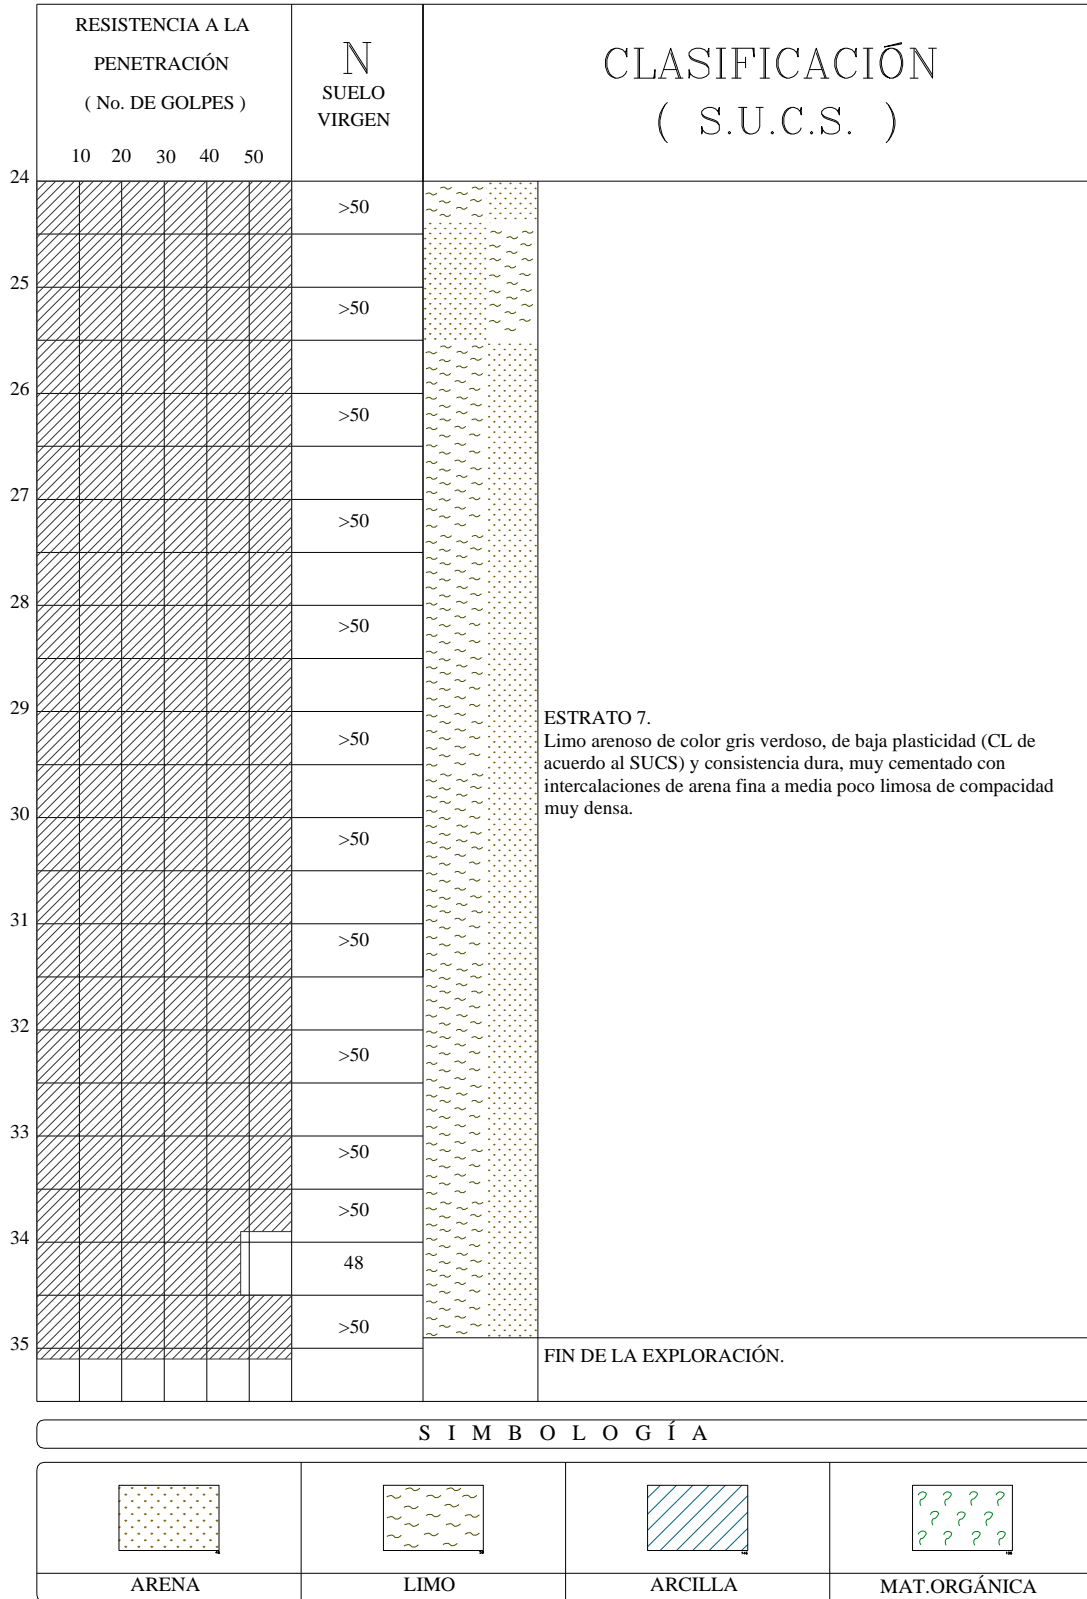 RESISTENCIA A LA
PENETRACIÓN
( No. DE GOLPES )
10 20 30 40 50
N
SUELO
VIRGEN
CLASIFICACIÓN
( S.U.C.S. )
24
>50
25
>50
26
>50
27
>50
28
>50
29
>50
ESTRATO 7.
Limo arenoso de color gris verdoso, de baja plasticidad (CL de
acuerdo al SUCS) y consistencia dura, muy cementado con
intercalaciones de arena fina a media poco limosa de compacidad
muy densa.
30
>50
31
>50
32
>50
33
>50
>50
34
48
>50
35
FIN DE LA EXPLORACIÓN.
S I M B O L O G Í A
ARENA
LIMO
ARCILLA
MAT.ORGÁNICA